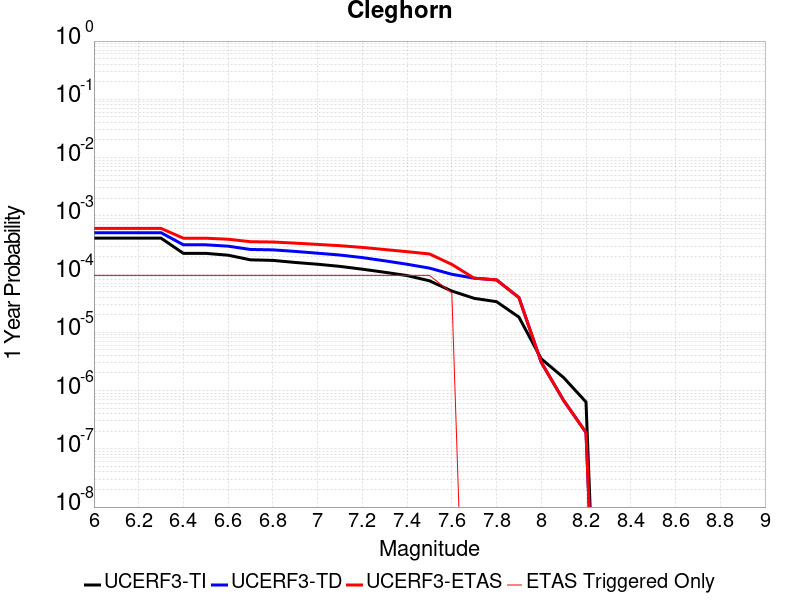 Cleghorn
1 Year Probability
10^0
10^-1
10^-2
10^-3
10^-4
10^-5
10^-6
10^-7
10^-8
6 6.2 6.4 6.6 6.8 7 7.2 7.4 7.6 7.8 8 8.2 8.4 8.6 8.8 9
Magnitude
UCERF3-TI UCERF3-TD UCERF3-ETAS ETAS Triggered Only